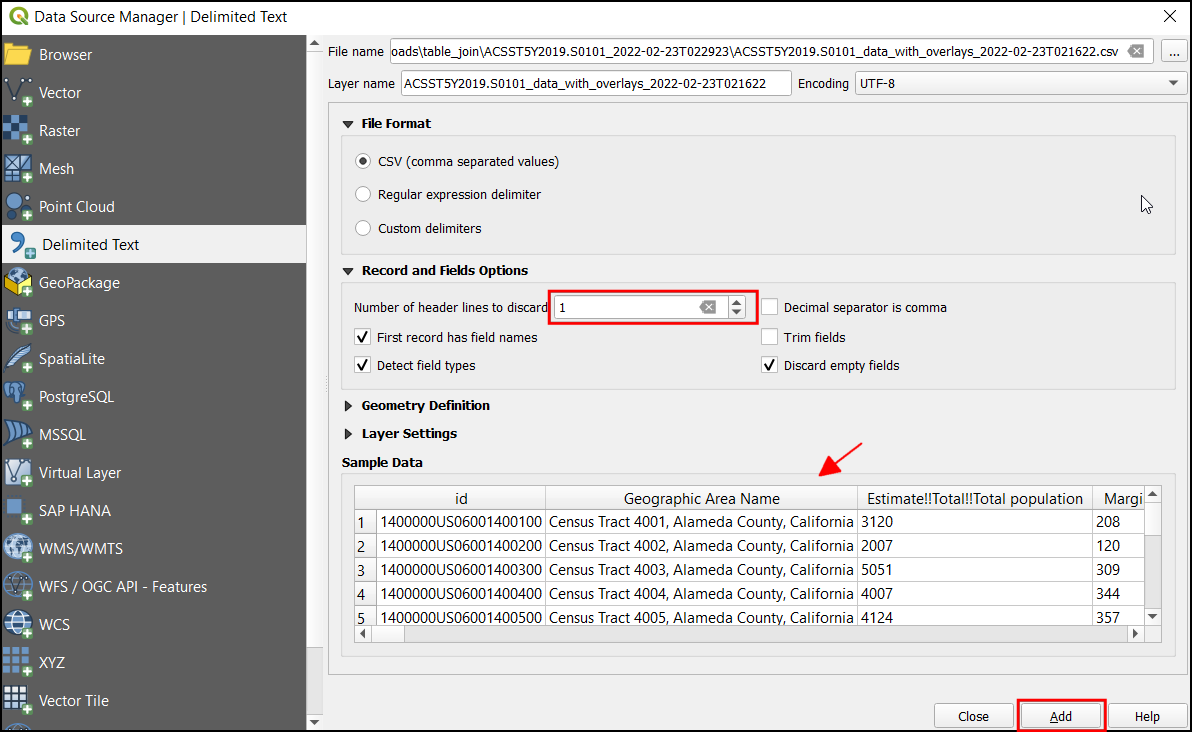 Data Source Manager | Delimited Text
Browser
Vector
Raster
Mesh
Point Cloud
Delimited Text
GeoPackage
GPS
SpatiaLite
PostgreSQL
MSSQL
Virtual Layer
SAP HANA
WMS/WMTS
WFS / OGC API - Features
WCS
XYZ
Vector Tile
File name oads\table_join\ACSST5Y2019.S0101_2022-02-23T022923\ACSST5Y2019.S0101_data_with_overlays_2022-02-23T021622.csv ...
Layer name ACSST5Y2019.S0101_data_with_overlays_2022-02-23T021622 Encoding UTF-8
File Format
CSV (comma separated values)
Regular expression delimiter
Custom delimiters
Record and Fields Options
Number of header lines to discard 1 Decimal separator is comma
First record has field names Trim fields
Detect field types Discard empty fields
Geometry Definition
Layer Settings
Sample Data
id Geographic Area Name Estimate!!Total!!Total population Margi
1 1400000US06001400100 Census Tract 4001, Alameda County, California 3120 208
2 1400000US06001400200 Census Tract 4002, Alameda County, California 2007 120
3 1400000US06001400300 Census Tract 4003, Alameda County, California 5051 309
4 1400000US06001400400 Census Tract 4004, Alameda County, California 4007 344
5 1400000US06001400500 Census Tract 4005, Alameda County, California 4124 357
Close Add Help